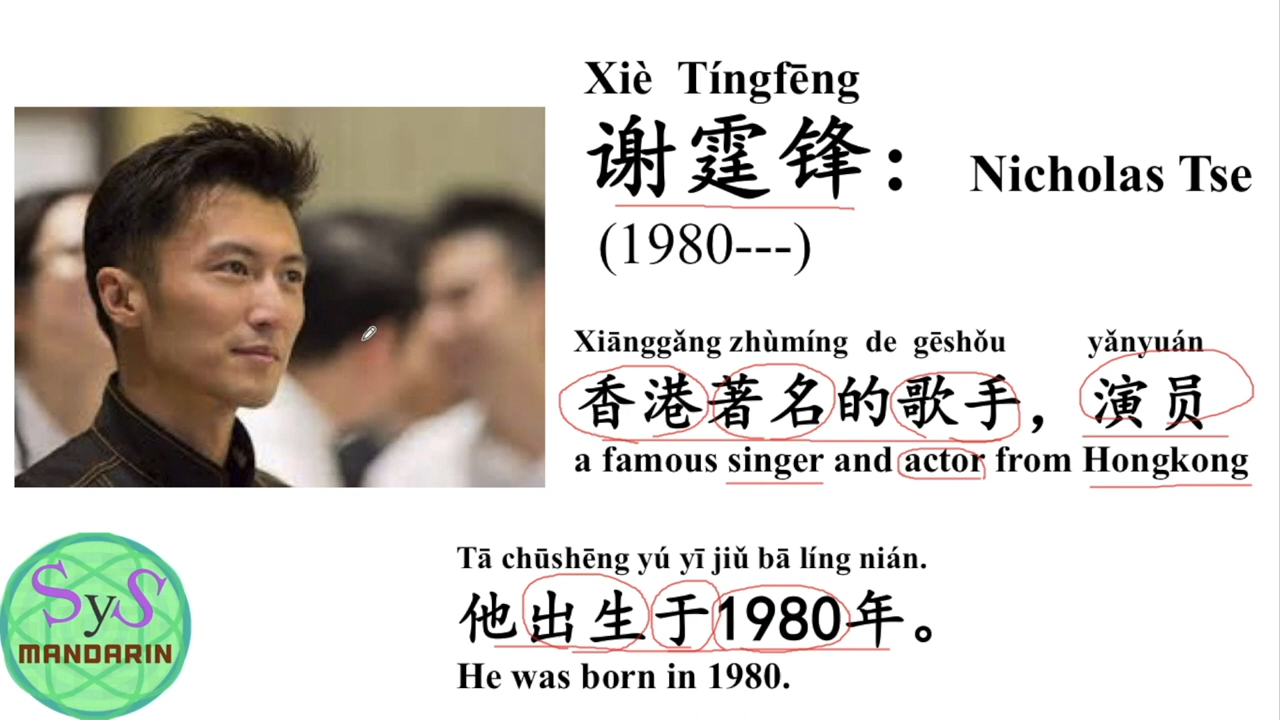 Xiè Tíngfēng
谢霆锋： Nicholas Tse
(1980---)
Xiānggǎng zhùmíng de gēshǒu yǎnyuán
香港著名的歌手，演员
a famous singer and actor from Hongkong
Tā chūshēng yú yī jiǔ bā líng nián.
他出生于1980年。
He was born in 1980.
SyS
MANDARIN